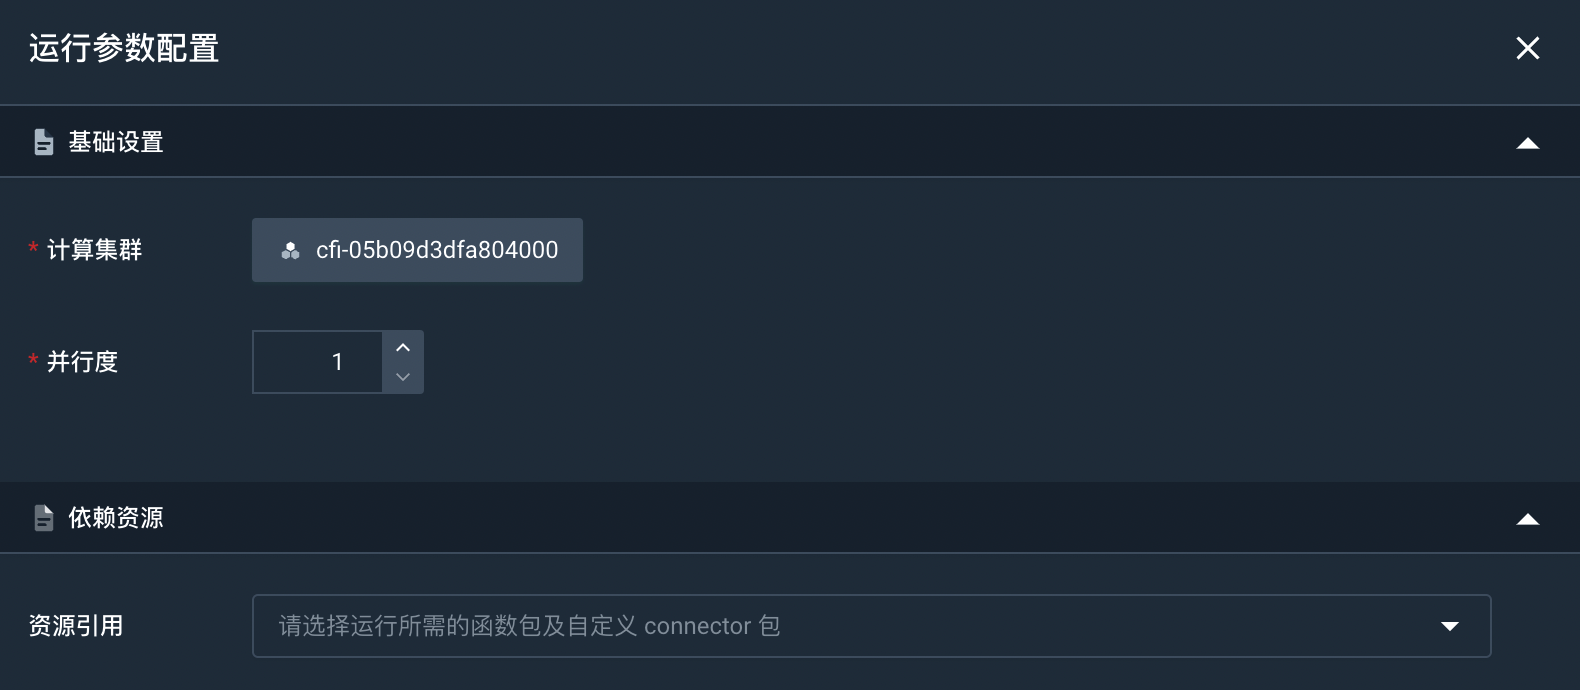 运行参数配置
基础设置
* 计算集群
cfi-05b09d3dfa804000
* 并行度
1
依赖资源
资源引用
请选择运行所需的函数包及自定义 connector 包